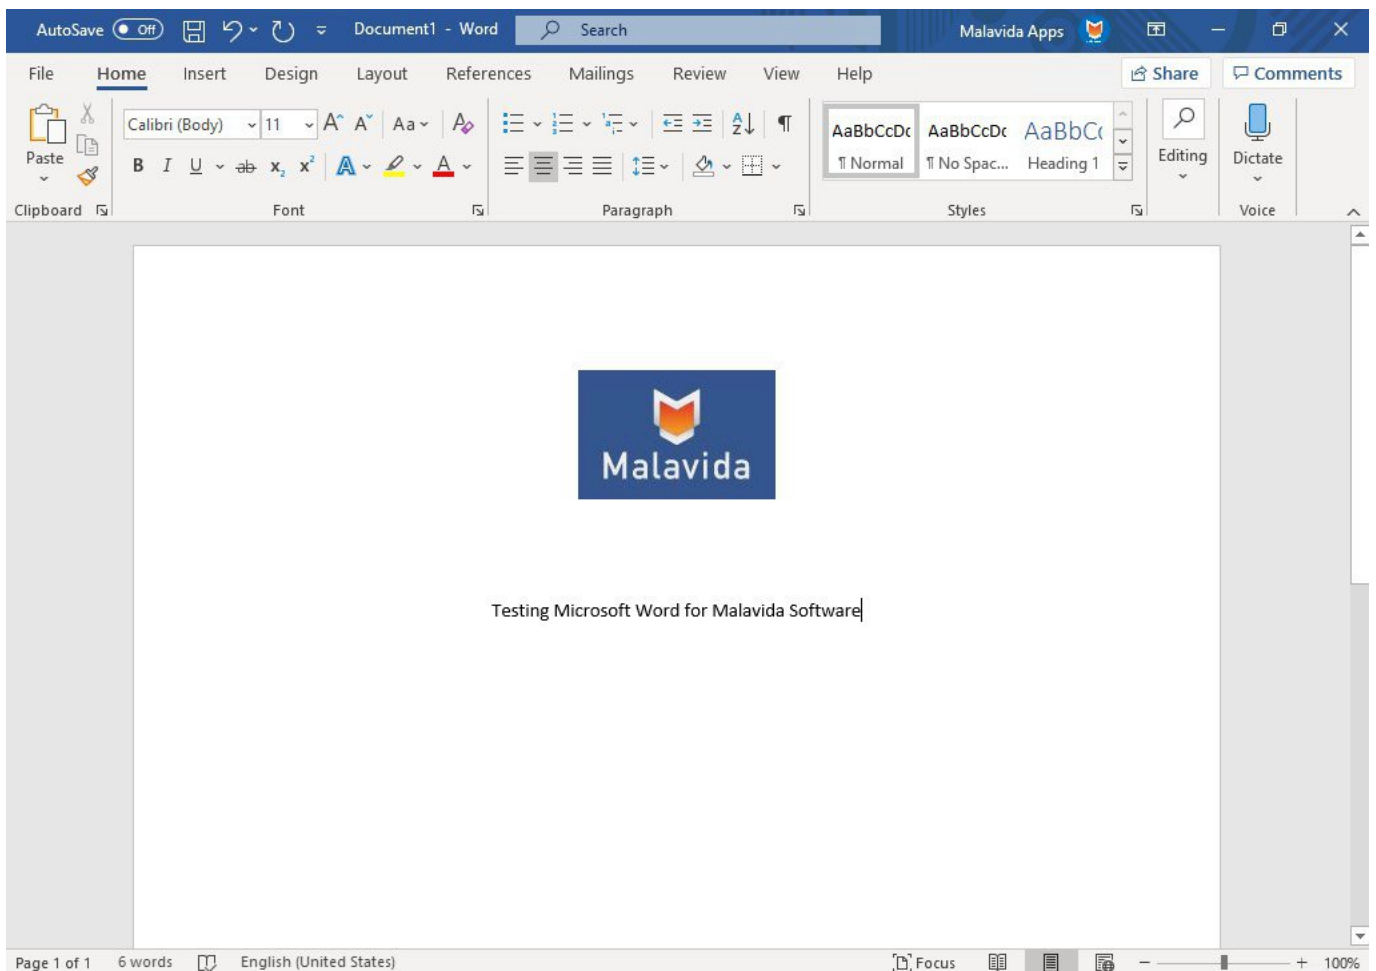 AutoSave Off Document1 - Word Search Malavida Apps
File Home Insert Design Layout References Mailings Review View Help Share Comments
Calibri (Body) 11 A A Aa A AaBbCcDc AaBbCcDc AaBbCc
Paste B I U ab x2 x2 A A ¶ Normal ¶ No Spac... Heading 1 Editing Dictate
Clipboard Font Paragraph Styles Voice
Malavida
Testing Microsoft Word for Malavida Software
Page 1 of 1 6 words English (United States) Focus 100%